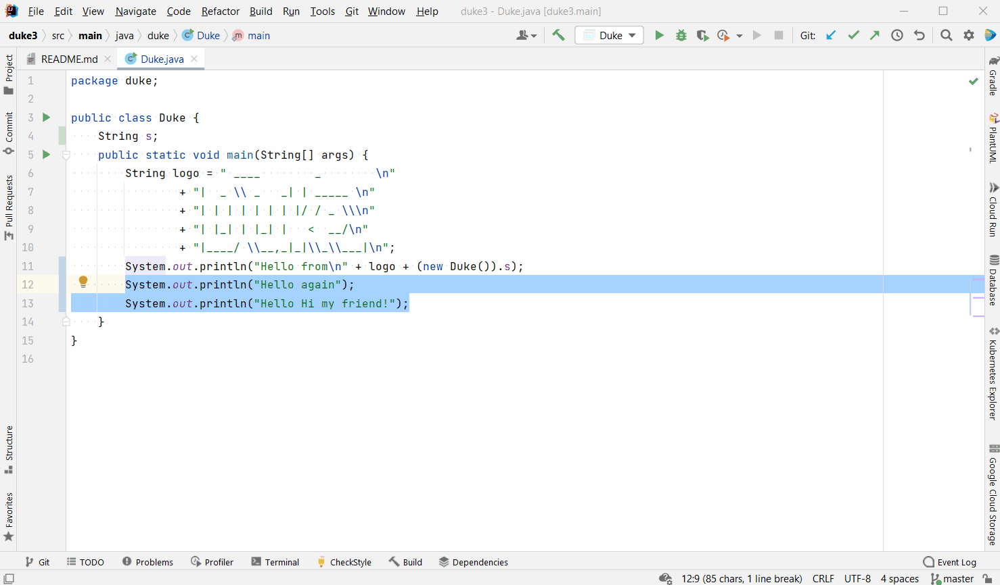 File Edit View Navigate Code Refactor Build Run Tools Git Window Help duke3 - Duke.java [duke3.main]
duke3 src main java duke Duke main Duke Git:
README.md Duke.java
1 package duke;
2
3 public class Duke {
4 String s;
5 public static void main(String[] args) {
6 String logo = " ____        _        \n"
7 + "|  _ \\ _   _| | _____ \n"
8 + "| | | | | | | |/ / _ \\\n"
9 + "| |_| | |_| |   <  __/\n"
10 + "|____/ \\__,_|_|\\_\\___|\n";
11 System.out.println("Hello from\n" + logo + (new Duke()).s);
12 System.out.println("Hello again");
13 System.out.println("Hello Hi my friend!");
14 }
15 }
16
Project
Commit
Pull Requests
Structure
Favorites
Gradle
PlantUML
Cloud Run
Database
Kubernetes Explorer
Google Cloud Storage
Git TODO Problems Profiler Terminal CheckStyle Build Dependencies Event Log
12:9 (85 chars, 1 line break) CRLF UTF-8 4 spaces master